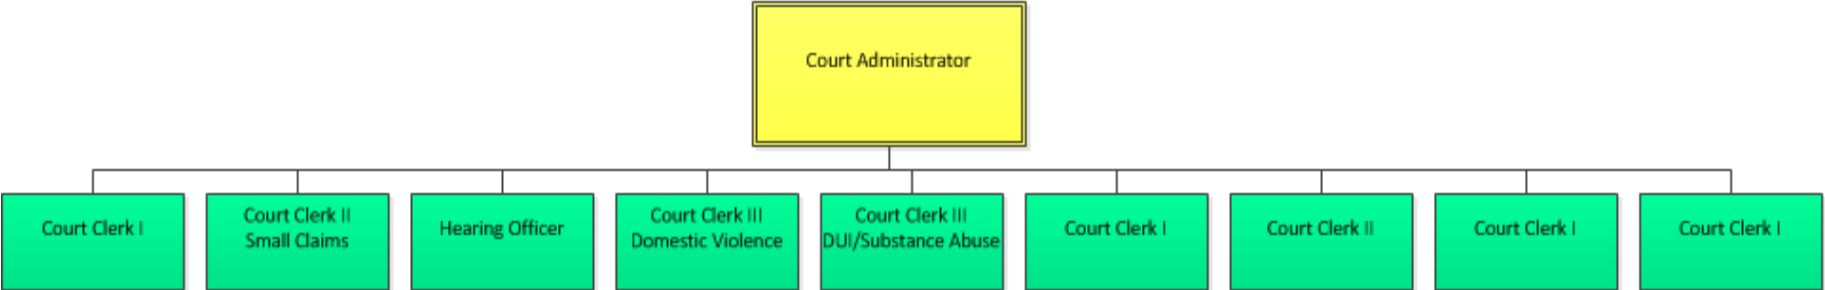 Court Administrator
Court Clerk I
Court Clerk II
Small Claims
Hearing Officer
Court Clerk III
Domestic Violence
Court Clerk III
DUI/Substance Abuse
Court Clerk I
Court Clerk II
Court Clerk I
Court Clerk I